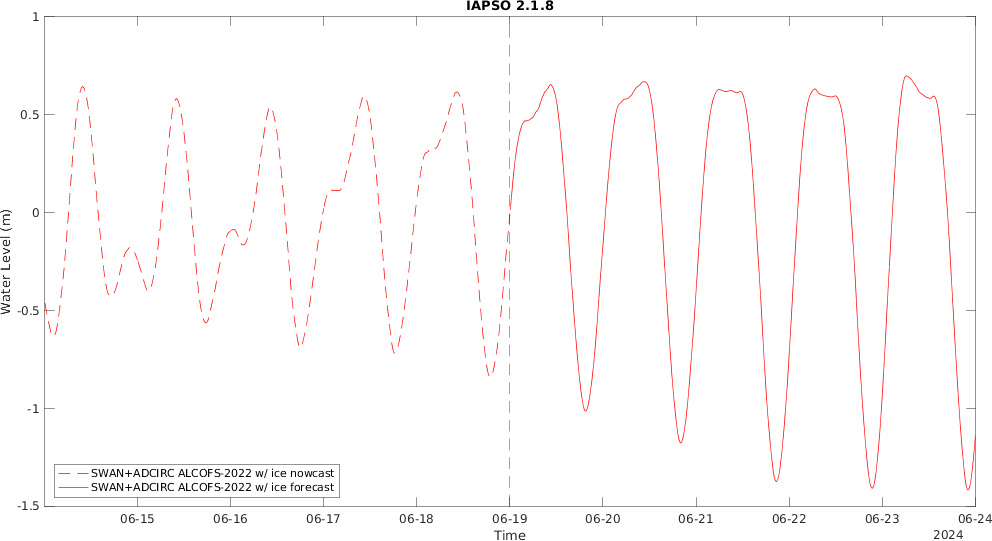 IAPSO 2.1.8
1
0.5
0
-0.5
-1
-1.5
Water Level (m)
SWAN+ADCIRC ALCOFS-2022 w/ ice nowcast
SWAN+ADCIRC ALCOFS-2022 w/ ice forecast
06-15 06-16 06-17 06-18 06-19 06-20 06-21 06-22 06-23 06-24
Time
2024